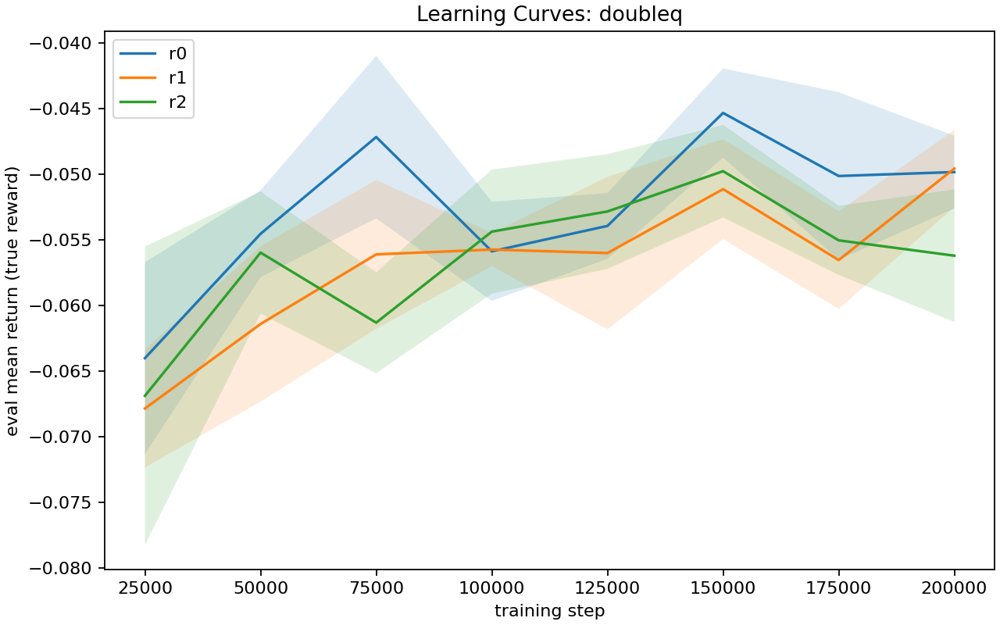 Learning Curves: doubleq
r0
r1
r2
eval mean return (true reward)
−0.040
−0.045
−0.050
−0.055
−0.060
−0.065
−0.070
−0.075
−0.080
25000 50000 75000 100000 125000 150000 175000 200000
training step